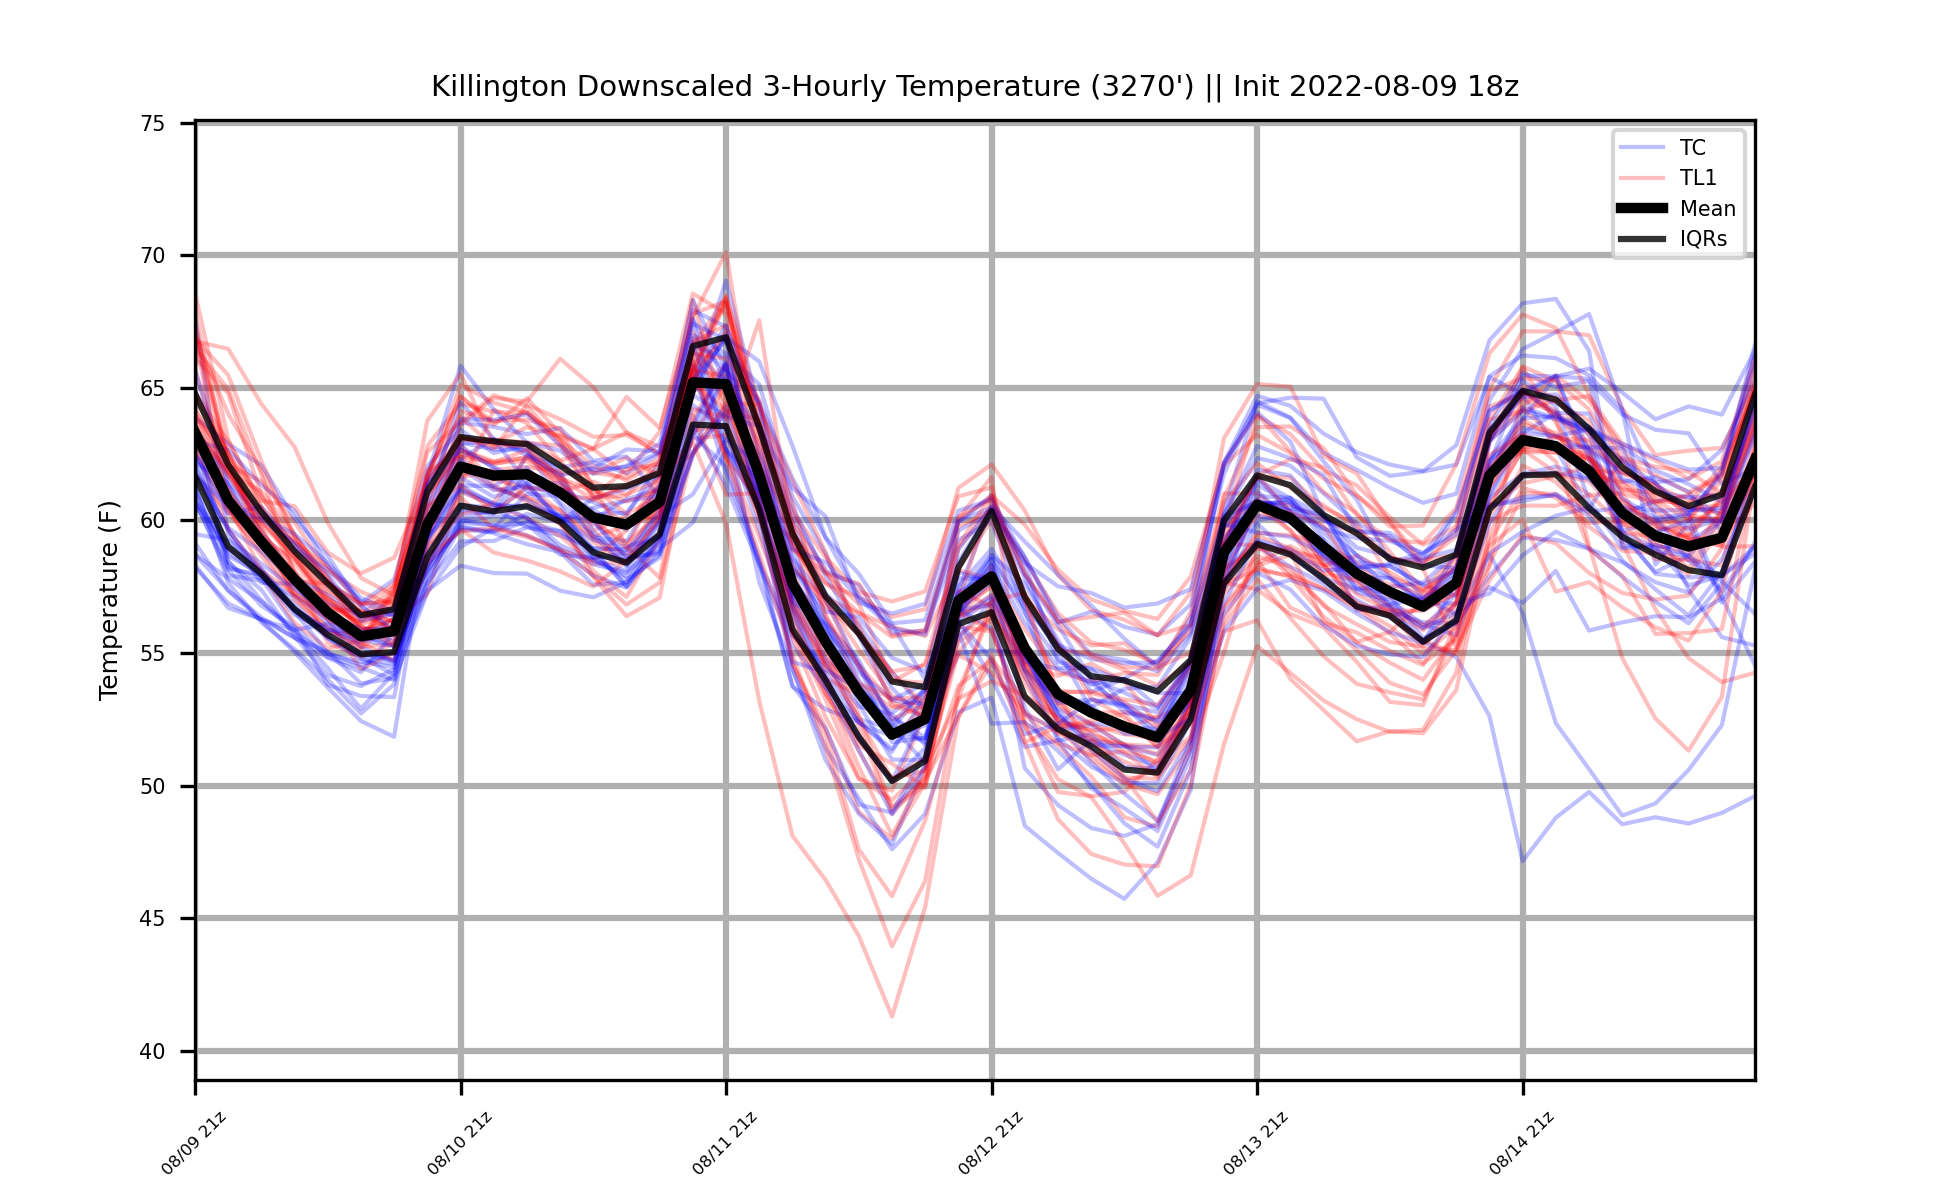 Killington Downscaled 3-Hourly Temperature (3270') || Init 2022-08-09 18z
TC
TL1
Mean
IQRs
Temperature (F)
75
70
65
60
55
50
45
40
08/09 21z
08/10 21z
08/11 21z
08/12 21z
08/13 21z
08/14 21z